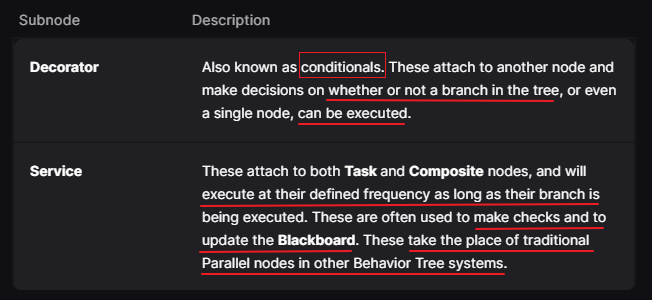 Subnode Description
Decorator Also known as conditionals. These attach to another node and
make decisions on whether or not a branch in the tree, or even
a single node, can be executed.
Service These attach to both Task and Composite nodes, and will
execute at their defined frequency as long as their branch is
being executed. These are often used to make checks and to
update the Blackboard. These take the place of traditional
Parallel nodes in other Behavior Tree systems.